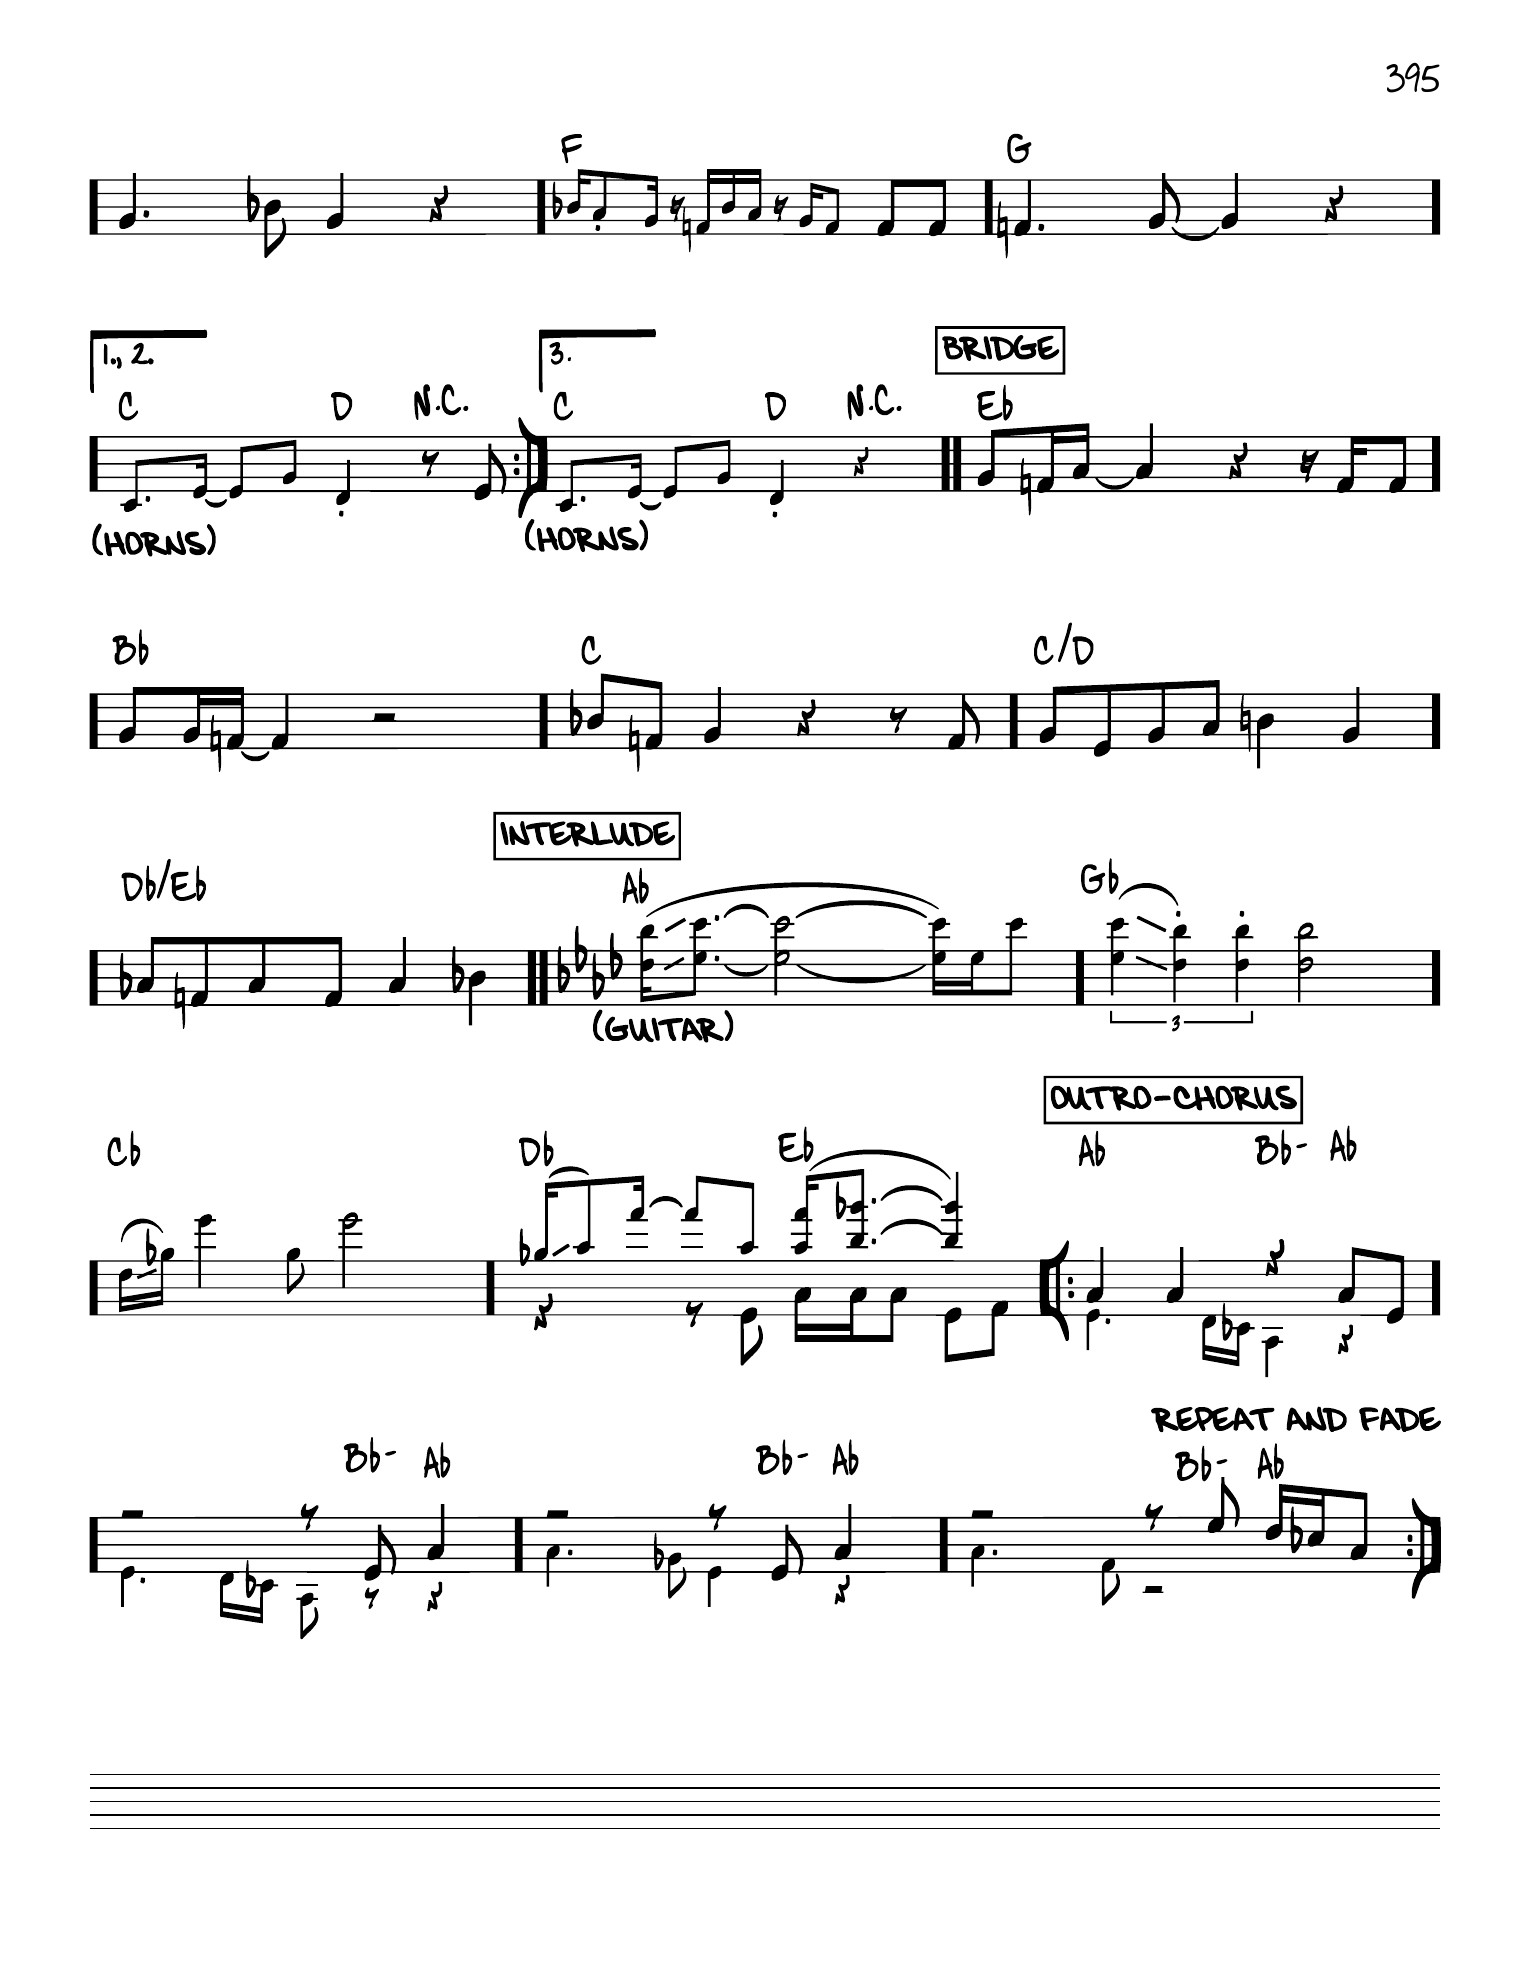 395
F G
1., 2. 3. BRIDGE
C D N.C. C D N.C. Eb
(HORNS) (HORNS)
Bb C C/D
INTERLUDE
Db/Eb Ab Gb
(GUITAR) 3
OUTRO-CHORUS
Cb Db Eb Ab Bb- Ab
REPEAT AND FADE
Bb- Ab Bb- Ab Bb- Ab